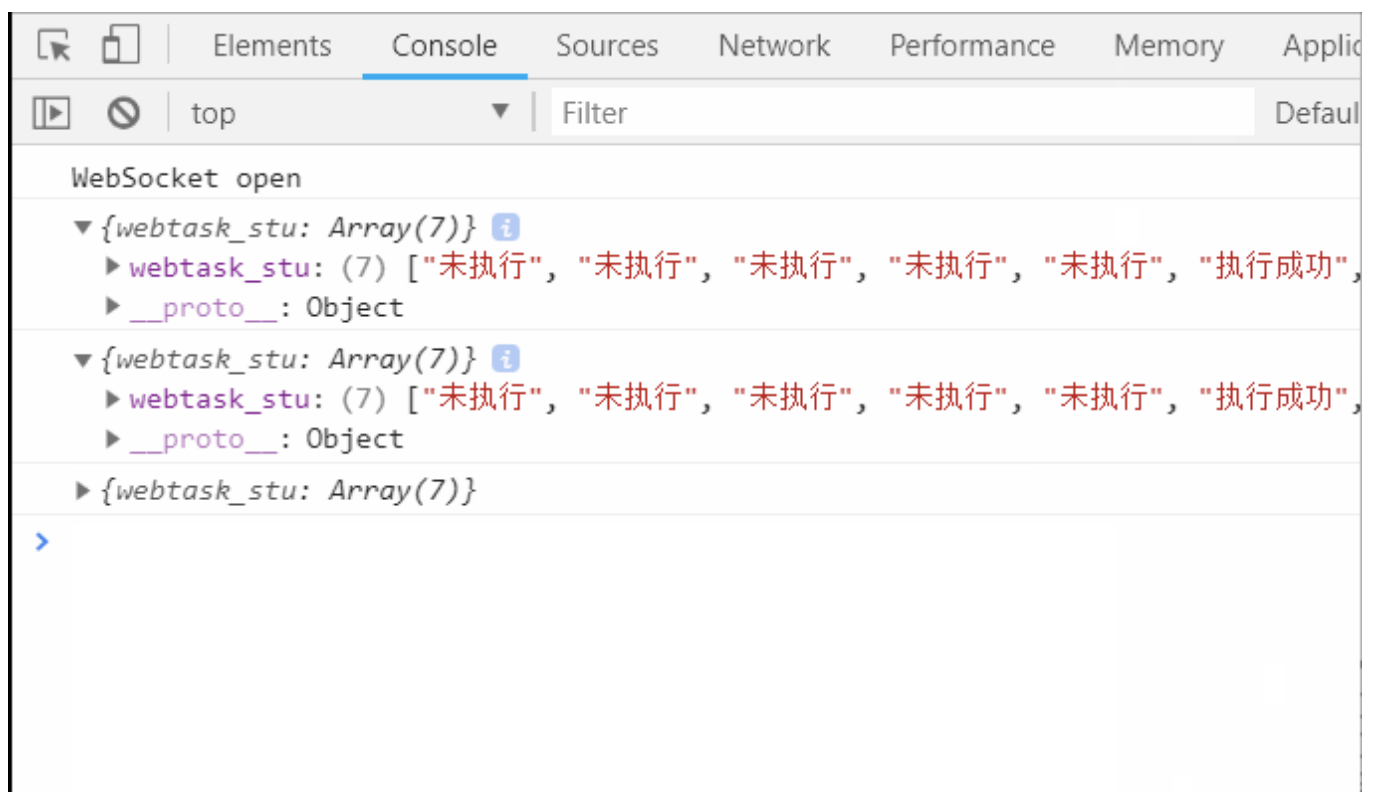 Elements Console Sources Network Performance Memory
top Filter
WebSocket open
{webtask_stu: Array(7)} i
webtask_stu: (7) ["未执行", "未执行", "未执行", "未执行", "未执行", "执行成功",
__proto__: Object
{webtask_stu: Array(7)} i
webtask_stu: (7) ["未执行", "未执行", "未执行", "未执行", "未执行", "执行成功",
__proto__: Object
{webtask_stu: Array(7)}